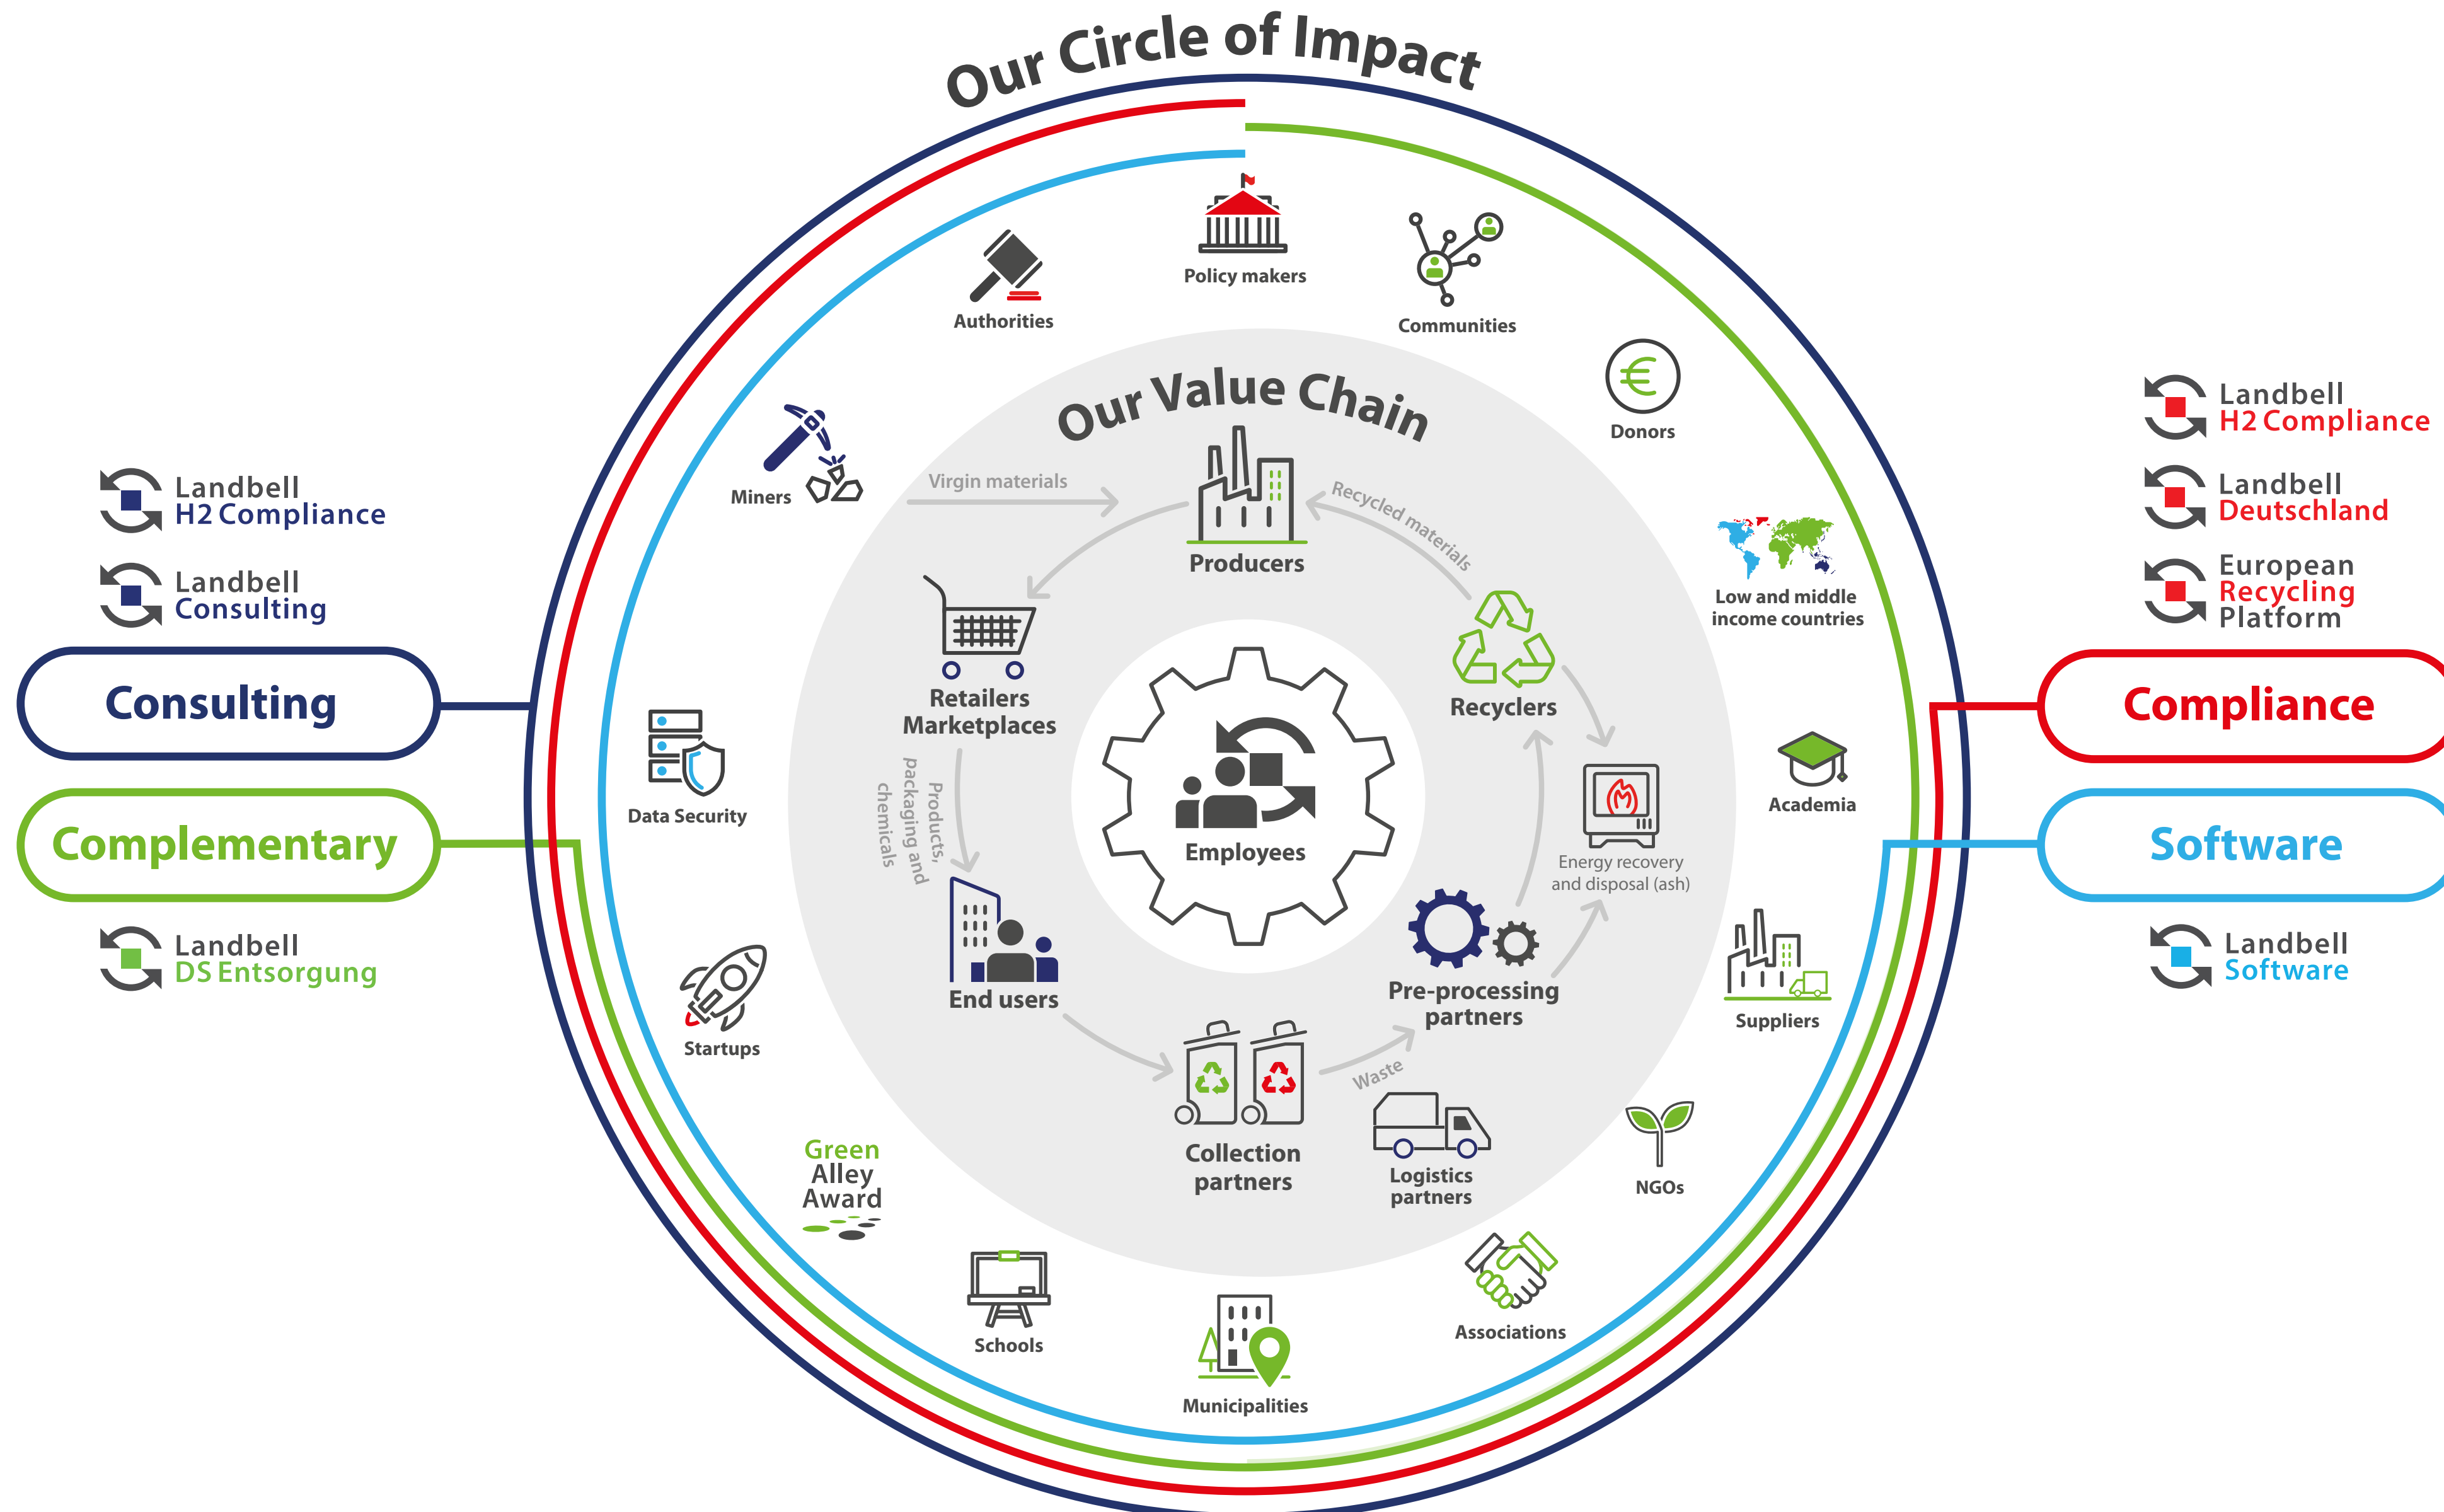 Our Circle of Impact
Policy makers
Authorities
Communities
Donors
Miners
Low and middle
income countries
Data Security
Academia
Startups
Suppliers
Green
Alley
Award
NGOs
Schools
Associations
Municipalities
Our Value Chain
Virgin materials
Recycled materials
Producers
Retailers
Marketplaces
Recyclers
Products,
packaging and
chemicals
Employees
Energy recovery
and disposal (ash)
End users
Pre-processing
partners
Waste
Collection
partners
Logistics
partners
Landbell
H2 Compliance
Landbell
Consulting
Consulting
Complementary
Landbell
DS Entsorgung
Landbell
H2 Compliance
Landbell
Deutschland
European
Recycling
Platform
Compliance
Software
Landbell
Software